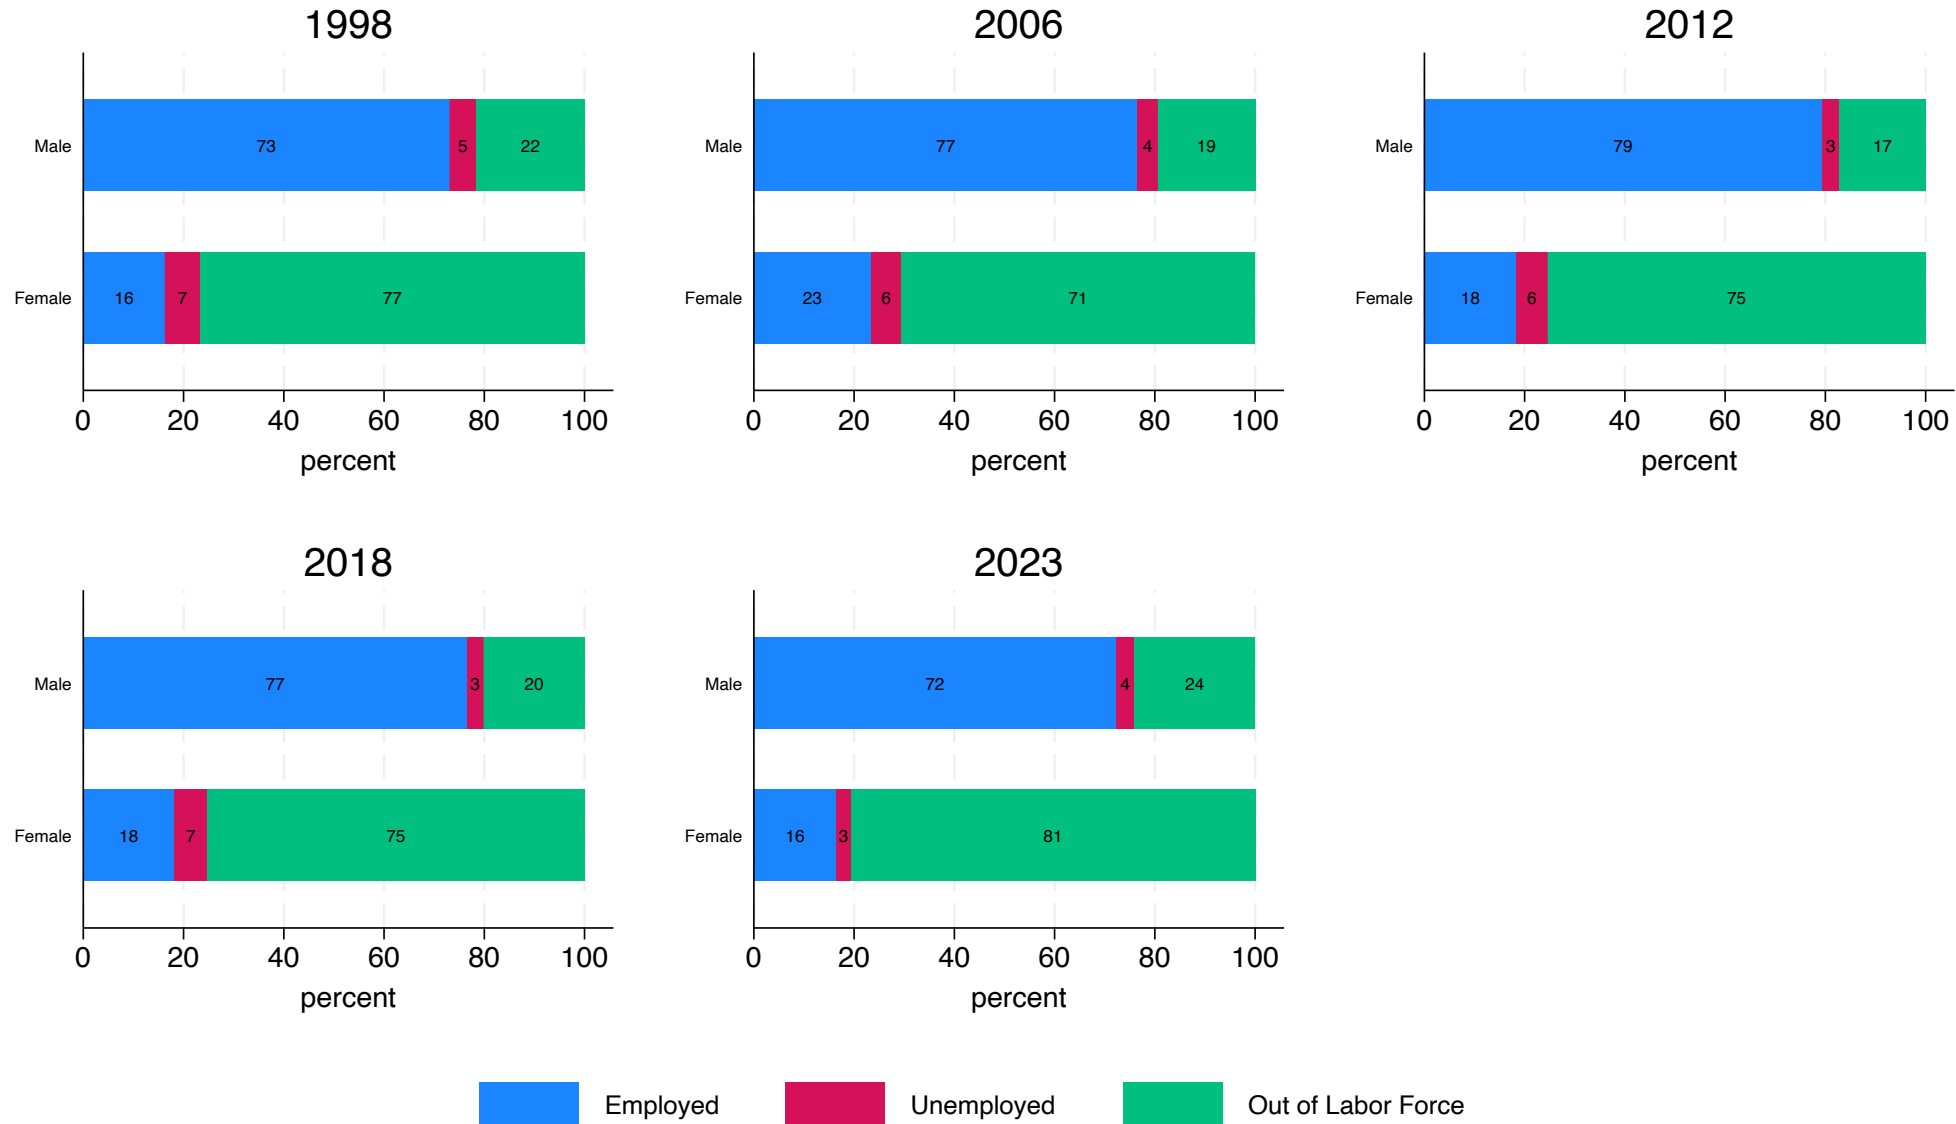 1998
Male 73 5 22
Female 16 7 77
0 20 40 60 80 100
percent
2006
Male 77 4 19
Female 23 6 71
0 20 40 60 80 100
percent
2012
Male 79 3 17
Female 18 6 75
0 20 40 60 80 100
percent
2018
Male 77 3 20
Female 18 7 75
0 20 40 60 80 100
percent
2023
Male 72 4 24
Female 16 3 81
0 20 40 60 80 100
percent
Employed Unemployed Out of Labor Force